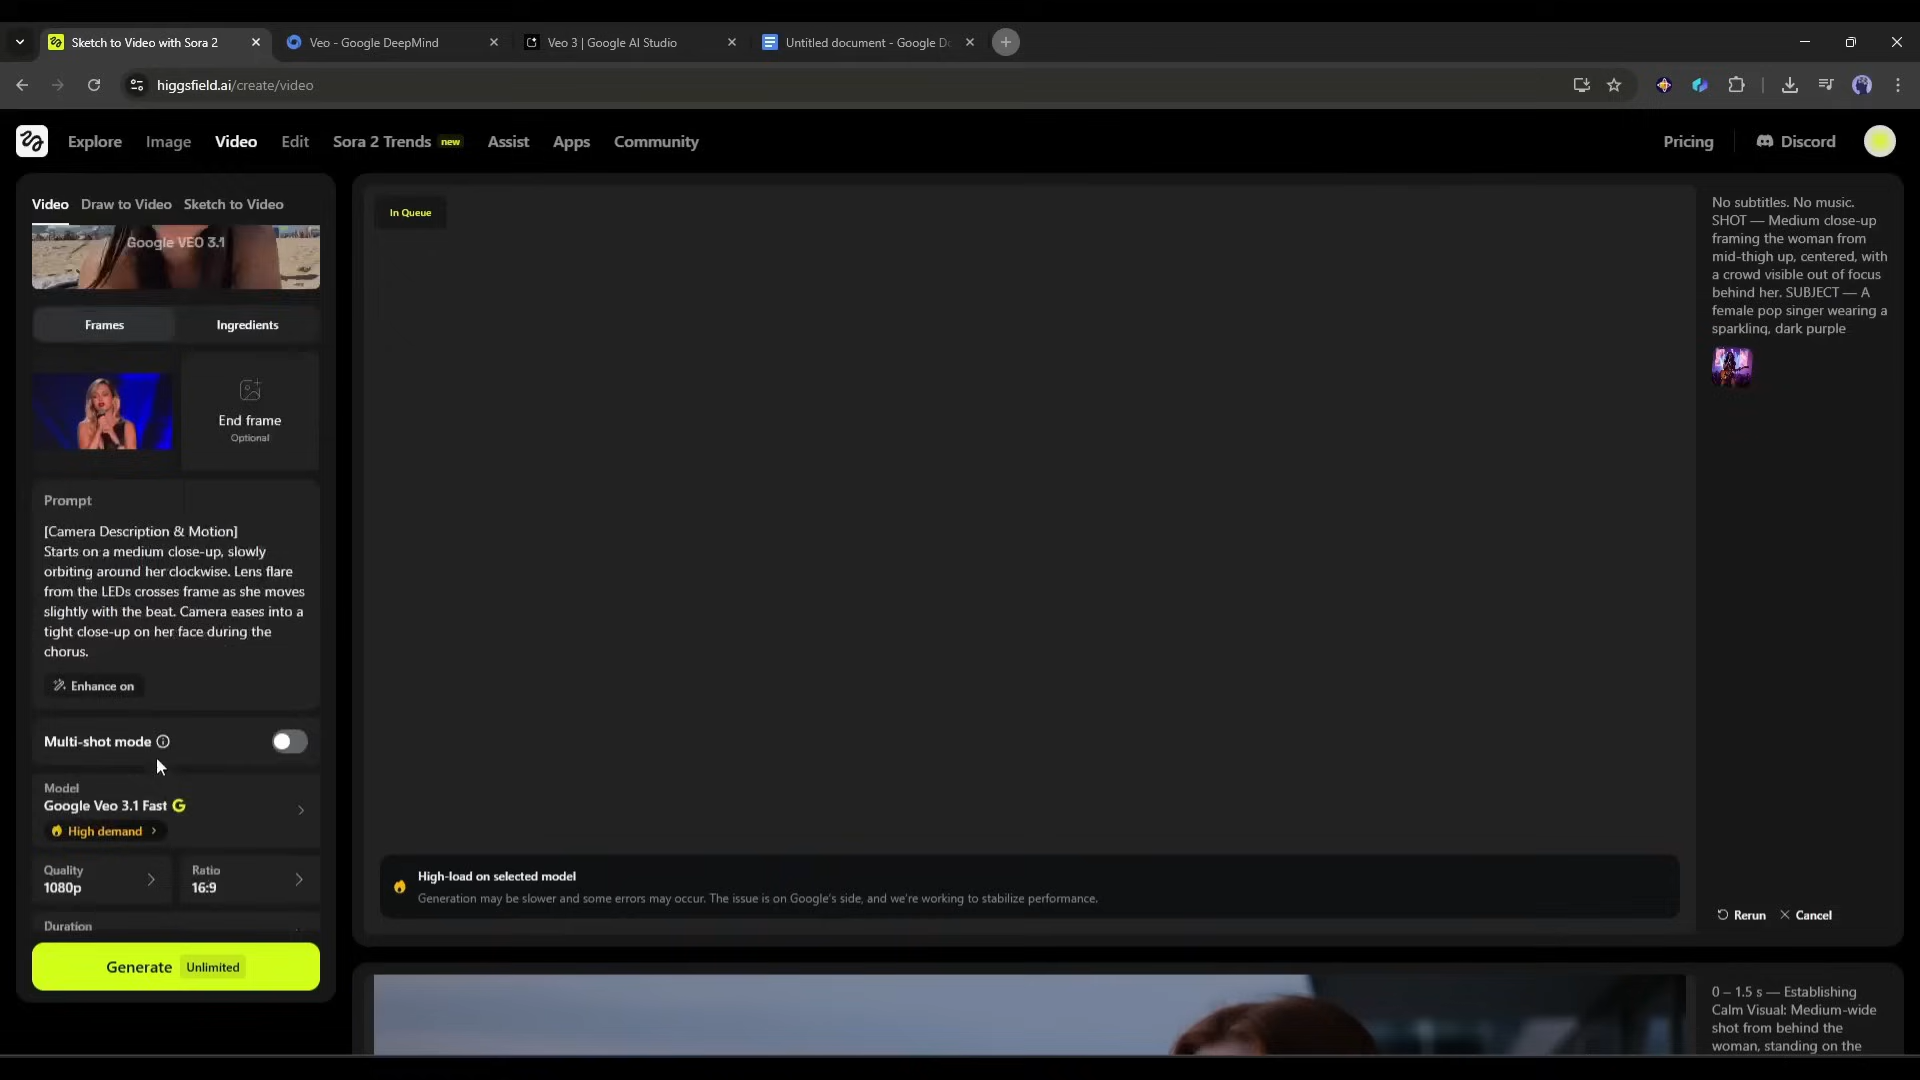 Sketch to Video with Sora 2
Veo - Google DeepMind
Veo 3 | Google AI Studio
Untitled document - Google Do
higgsfield.ai/create/video
Explore
Image
Video
Edit
Sora 2 Trends new
Assist
Apps
Community
Pricing
Discord
Video
Draw to Video
Sketch to Video
Google VEO 3.1
Frames
Ingredients
End frame
Optional
Prompt
[Camera Description & Motion]
Starts on a medium close-up, slowly
orbiting around her clockwise. Lens flare
from the LEDs crosses frame as she moves
slightly with the beat. Camera eases into a
tight close-up on her face during the
chorus.
Enhance on
Multi-shot mode
Model
Google Veo 3.1 Fast
High demand
Quality
1080p
Ratio
16:9
Duration
Generate Unlimited
In Queue
High-load on selected model
Generation may be slower and some errors may occur. The issue is on Google's side, and we're working to stabilize performance.
No subtitles. No music.
SHOT — Medium close-up
framing the woman from
mid-thigh up, centered, with
a crowd visible out of focus
behind her. SUBJECT — A
female pop singer wearing a
sparkling, dark purple
Rerun
Cancel
0 – 1.5 s — Establishing
Calm Visual: Medium-wide
shot from behind the
woman, standing on the